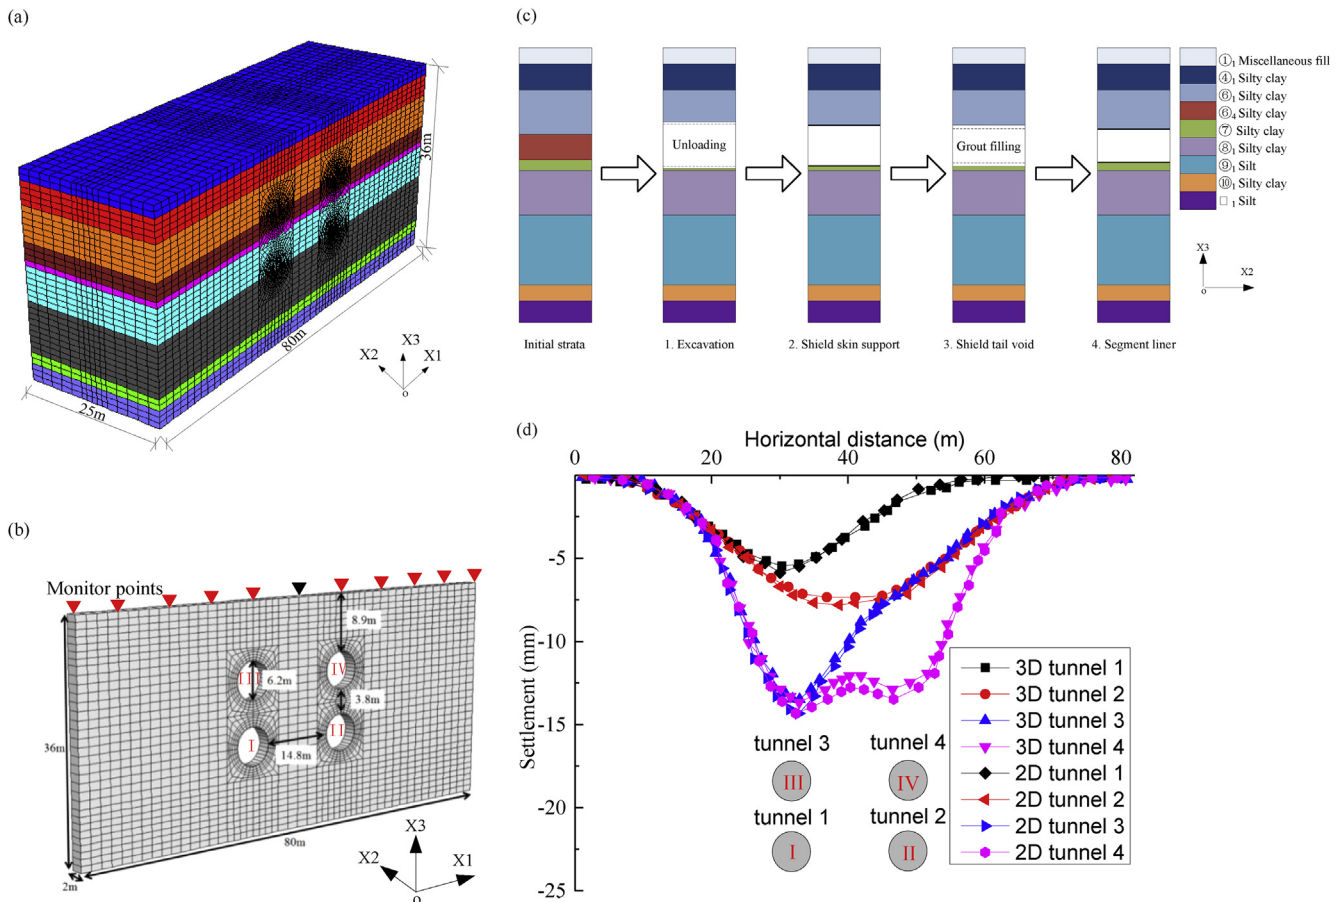 (a)
36m
80m
25m
X3
X2
X1
o
(b)
Monitor points
8.9m
III
6.2m
IV
3.8m
I
II
14.8m
36m
80m
2m
X3
X2
X1
o
(c)
Unloading
Grout filling
Initial strata
1. Excavation
2. Shield skin support
3. Shield tail void
4. Segment liner
①₁ Miscellaneous fill
④₁ Silty clay
⑥₁ Silty clay
⑥₄ Silty clay
⑦ Silty clay
⑧₁ Silty clay
⑨₁ Silt
⑩₁ Silty clay
□₁ Silt
X3
X2
o
(d)
Horizontal distance (m)
0 20 40 60 80
-5
-10
-15
-20
-25
Settlement (mm)
tunnel 3 tunnel 4
III IV
tunnel 1 tunnel 2
I II
3D tunnel 1
3D tunnel 2
3D tunnel 3
3D tunnel 4
2D tunnel 1
2D tunnel 2
2D tunnel 3
2D tunnel 4